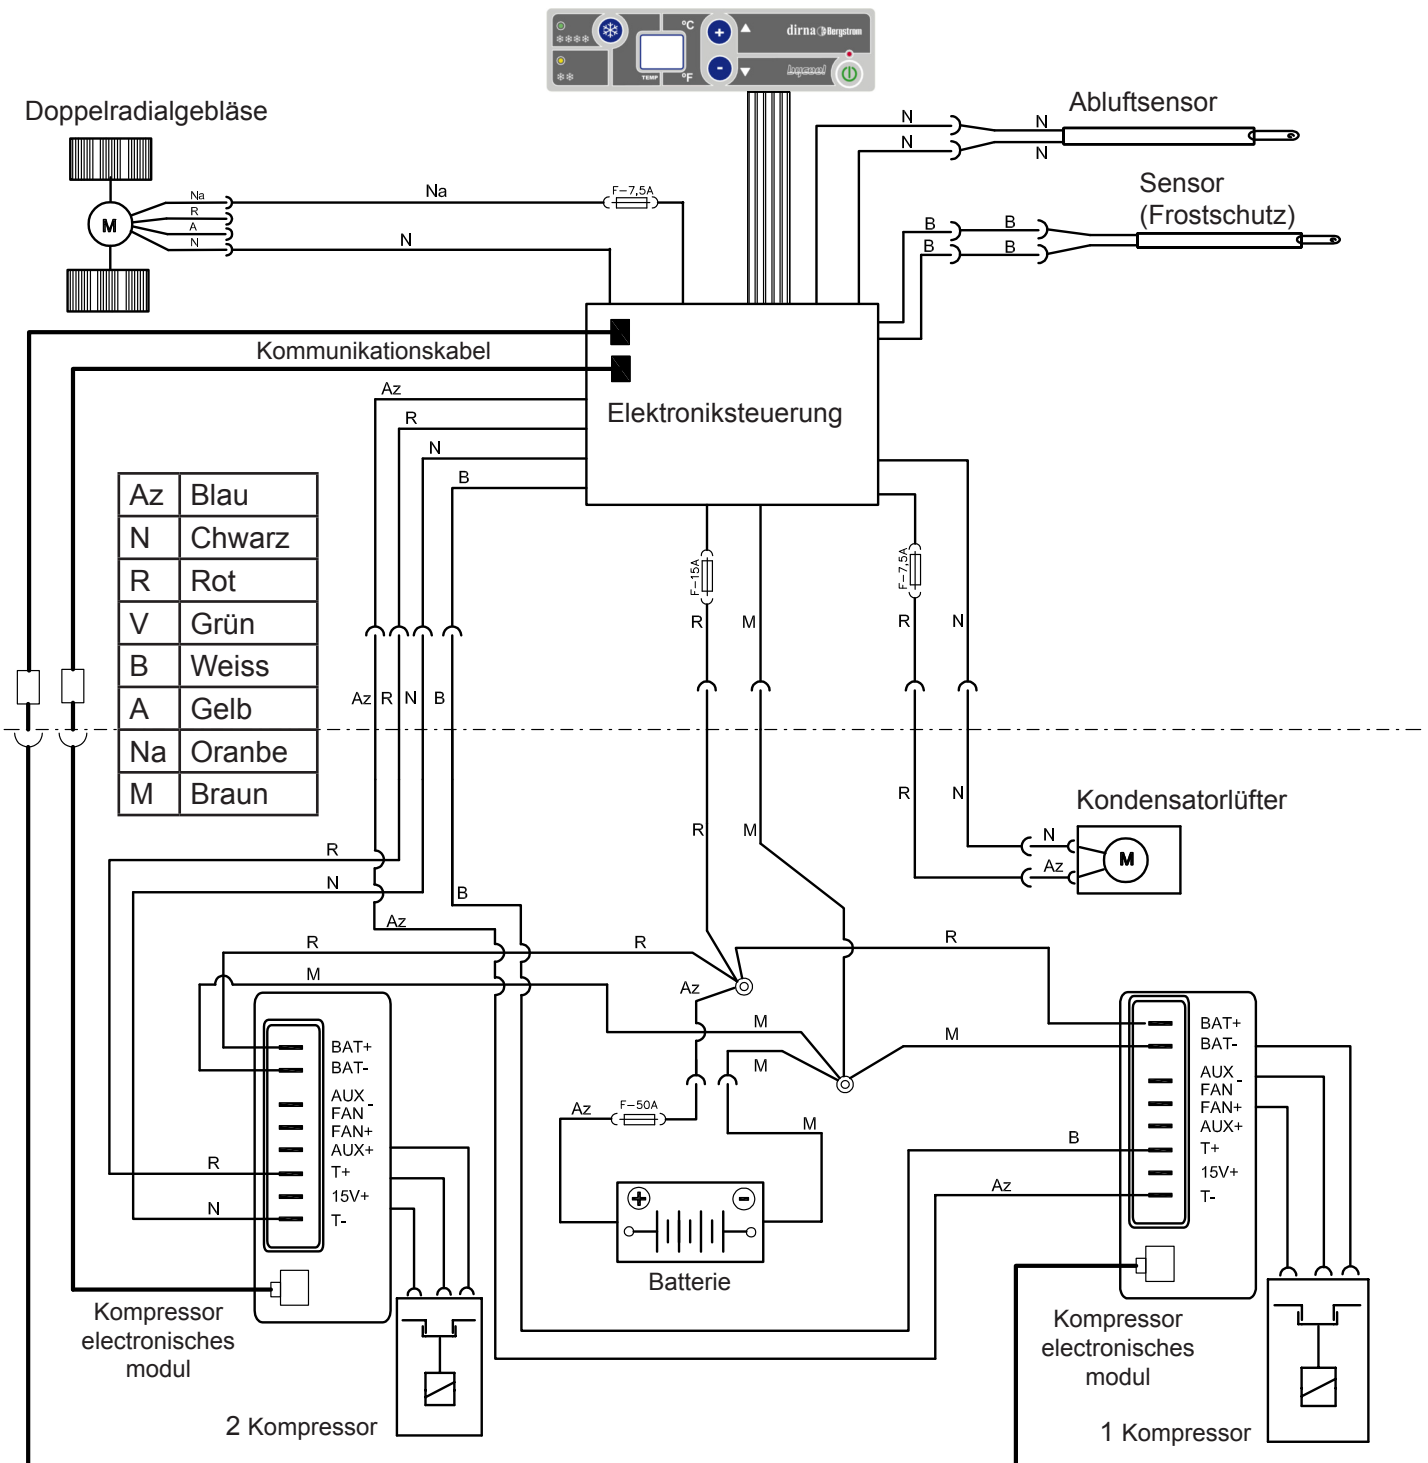 °C
+
dirna Bergstrom
TEMP
°F
-
bycool
Doppelradialgebläse
M
Na
R
A
N
Na
N
F-7,5A
N
N
N
N
Abluftsensor
B
B
B
B
Sensor
(Frostschutz)
Kommunikationskabel
Elektroniksteuerung
Az
R
N
B
Az Blau
N Chwarz
R Rot
V Grün
B Weiss
A Gelb
Na Oranbe
M Braun
F-15A
F-7,5A
R
M
R
N
Az
R
N
B
R
M
R
N
Kondensatorlüfter
N
Az
M
R
N
B
Az
R
R
R
M
Az
M
M
M
BAT+
BAT-
AUX
FAN -
FAN+
AUX+
T+
15V+
T-
R
N
Az
F-50A
M
+
-
Batterie
B
Az
BAT+
BAT-
AUX
FAN -
FAN+
AUX+
T+
15V+
T-
Kompressor
electronisches
modul
2 Kompressor
Kompressor
electronisches
modul
1 Kompressor